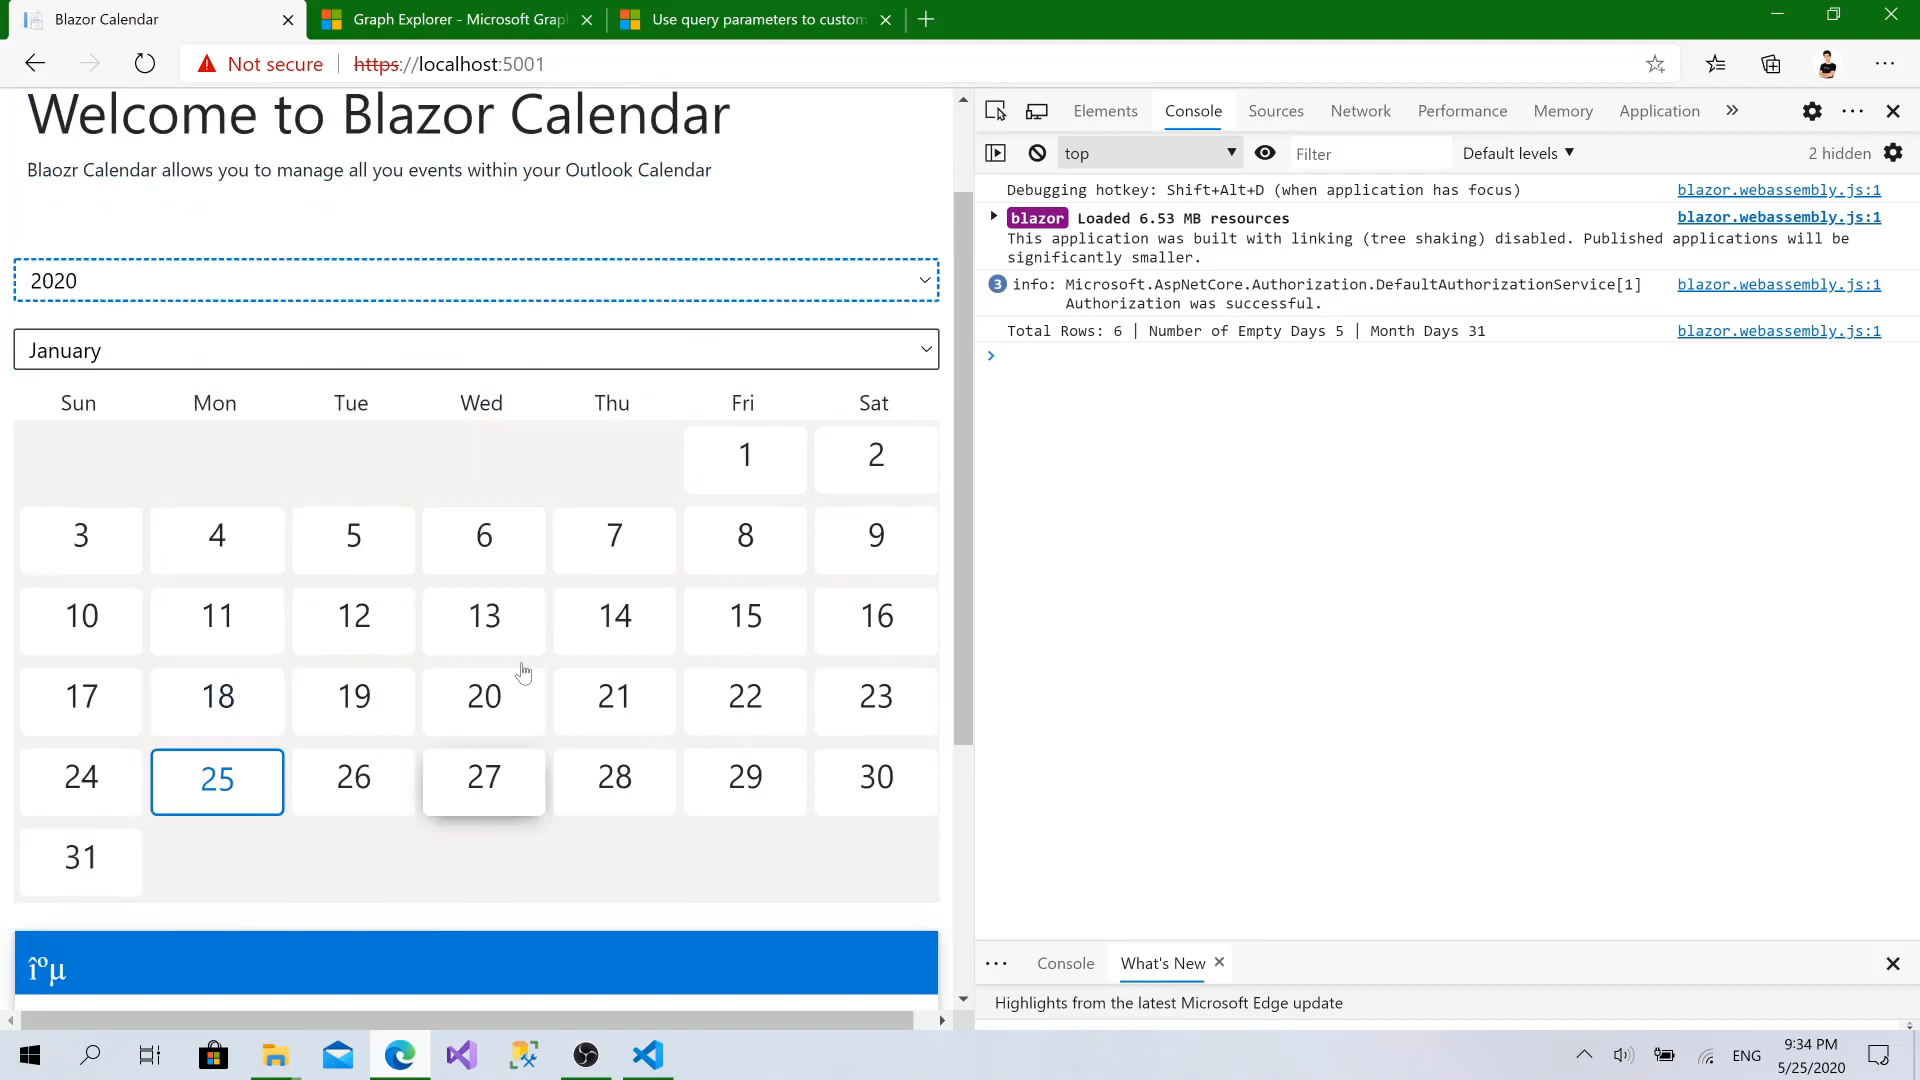 Blazor Calendar
Graph Explorer - Microsoft Grap
Use query parameters to custom
Not secure
https://localhost:5001
Welcome to Blazor Calendar
Blaozr Calendar allows you to manage all you events within your Outlook Calendar
2020
January
Sun Mon Tue Wed Thu Fri Sat
1 2
3 4 5 6 7 8 9
10 11 12 13 14 15 16
17 18 19 20 21 22 23
24 25 26 27 28 29 30
31
îºµ
Elements Console Sources Network Performance Memory Application
top Filter Default levels 2 hidden
Debugging hotkey: Shift+Alt+D (when application has focus) blazor.webassembly.js:1
blazor Loaded 6.53 MB resources blazor.webassembly.js:1
This application was built with linking (tree shaking) disabled. Published applications will be
significantly smaller.
3 info: Microsoft.AspNetCore.Authorization.DefaultAuthorizationService[1] blazor.webassembly.js:1
Authorization was successful.
Total Rows: 6 | Number of Empty Days 5 | Month Days 31 blazor.webassembly.js:1
Console What's New
Highlights from the latest Microsoft Edge update
ENG
9:34 PM
5/25/2020